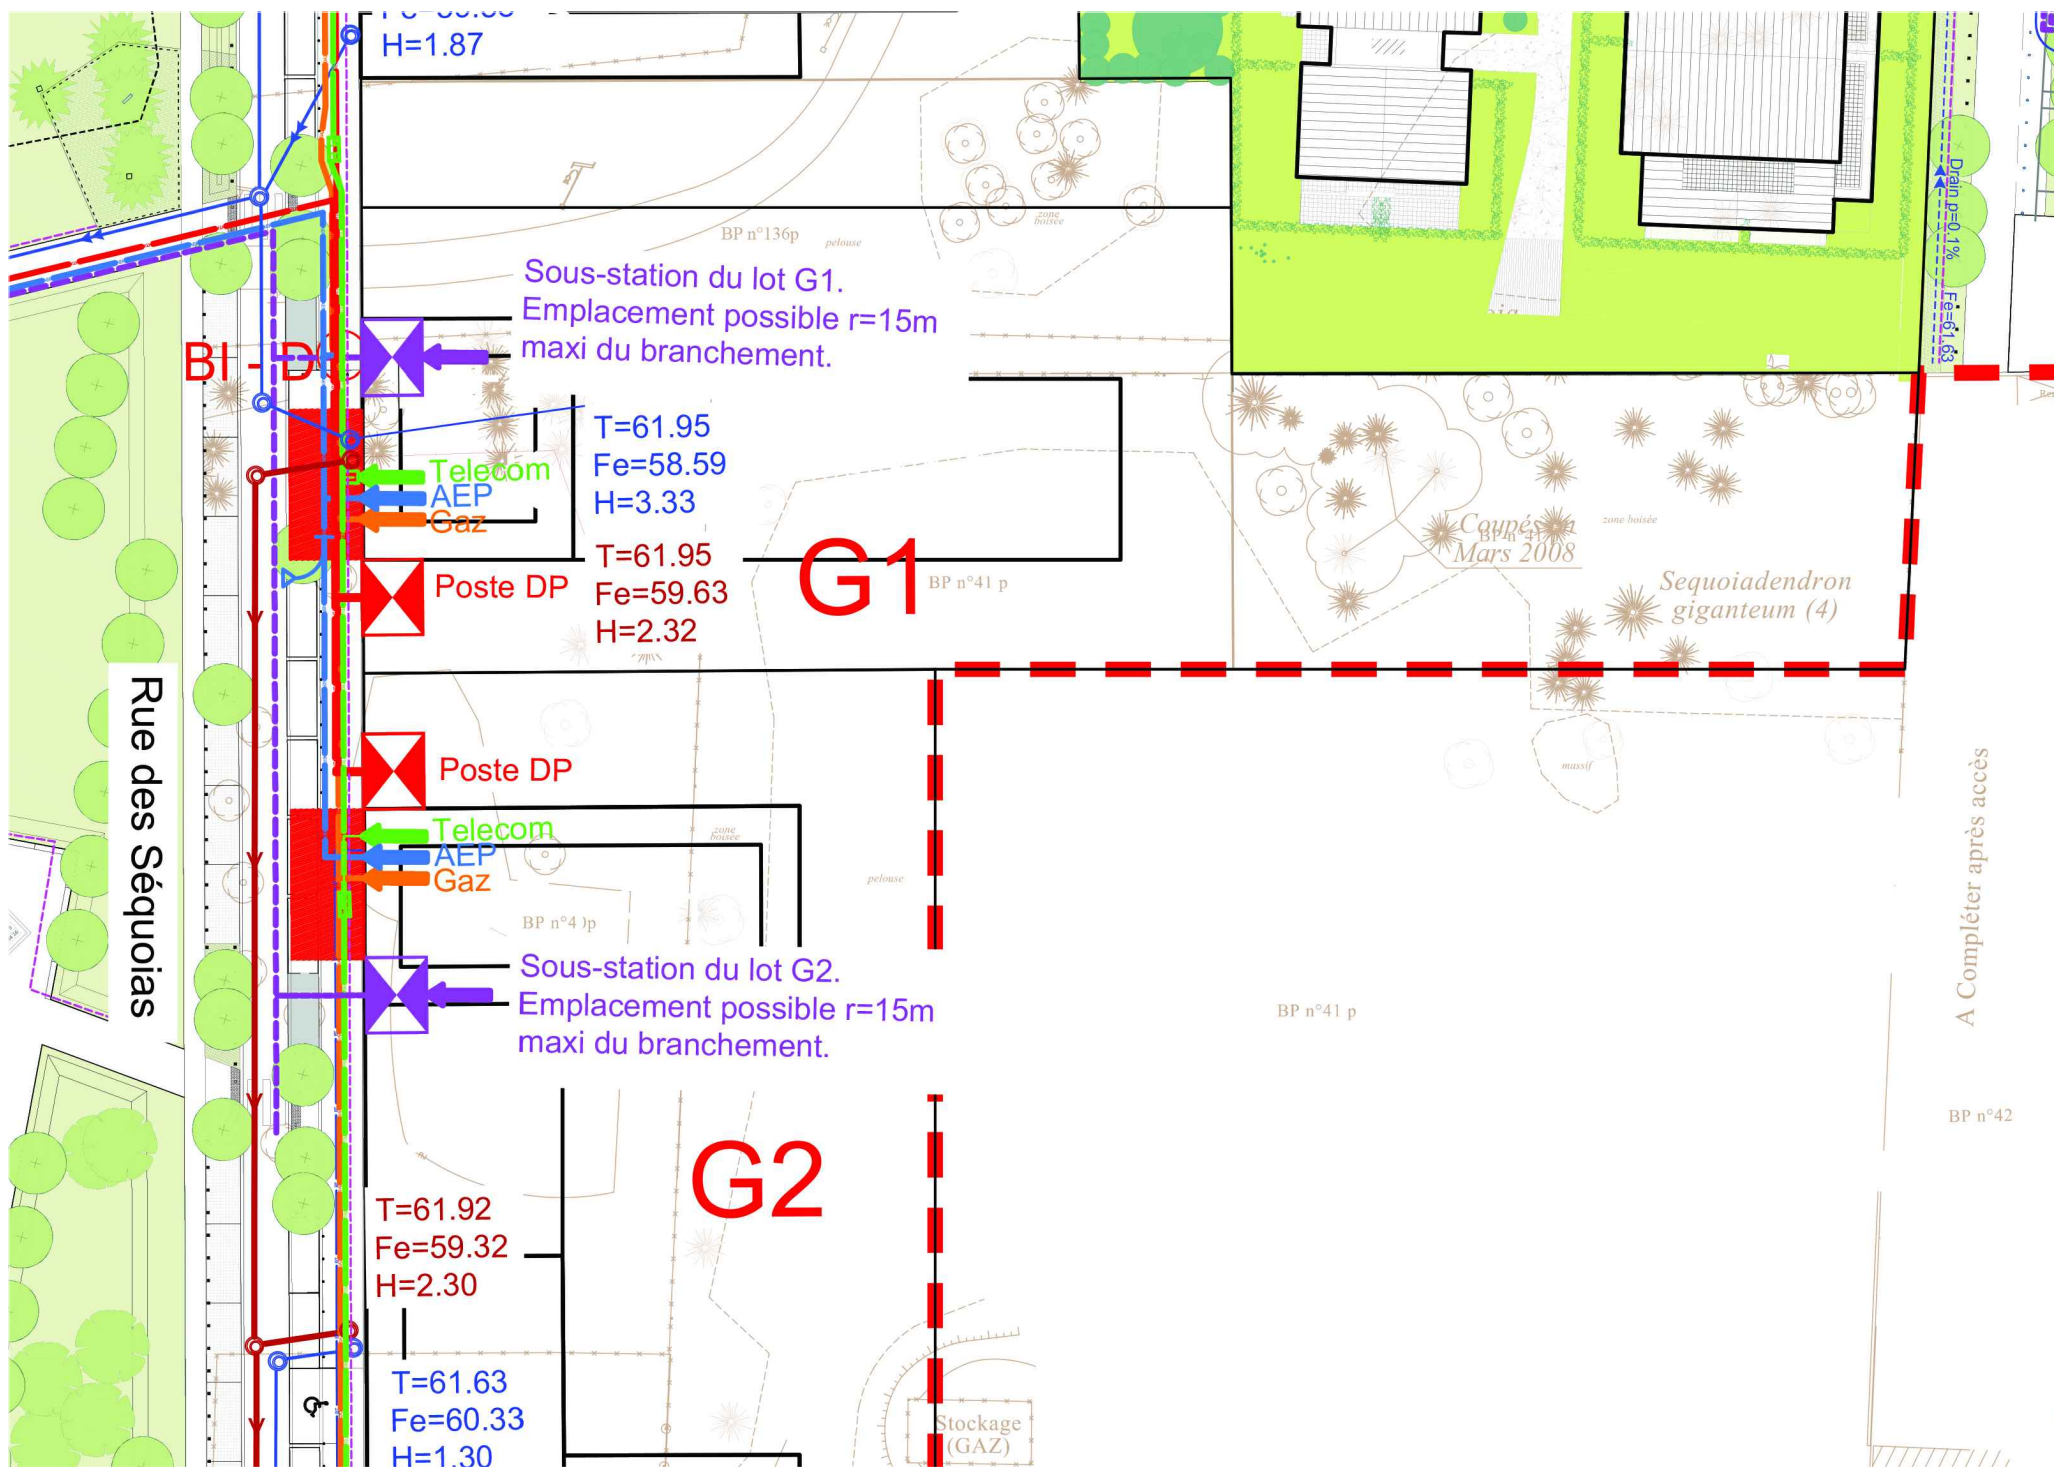 H=1.87
BP n°136p
pelouse
zone
boisée
Sous-station du lot G1.
Emplacement possible r=15m
maxi du branchement.
Drain p=0.1%
Fe=61.63
BI - D
T=61.95
Fe=58.59
H=3.33
Telecom
AEP
Gaz
T=61.95
Fe=59.63
H=2.32
Poste DP
G1
BP n°41 p
Mars 2008
zone boisée
Sequoiadendron
giganteum (4)
Rue des Séquoias
Poste DP
Telecom
AEP
Gaz
zone
boisée
pelouse
massif
Sous-station du lot G2.
Emplacement possible r=15m
maxi du branchement.
BP n°41 p
A Compléter après accès
BP n°42
G2
T=61.92
Fe=59.32
H=2.30
T=61.63
Fe=60.33
H=1.30
Stockage
(GAZ)